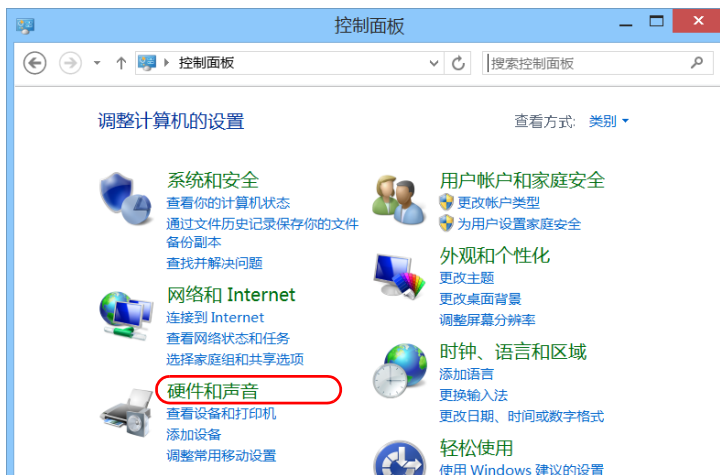 控制面板
控制面板
搜索控制面板
调整计算机的设置
查看方式: 类别
系统和安全
查看你的计算机状态
通过文件历史记录保存你的文件
备份副本
查找并解决问题
网络和 Internet
连接到 Internet
查看网络状态和任务
选择家庭组和共享选项
硬件和声音
查看设备和打印机
添加设备
调整常用移动设置
用户帐户和家庭安全
更改帐户类型
为用户设置家庭安全
外观和个性化
更改主题
更改桌面背景
调整屏幕分辨率
时钟、语言和区域
添加语言
更换输入法
更改日期、时间或数字格式
轻松使用
使用 Windows 建议的设置